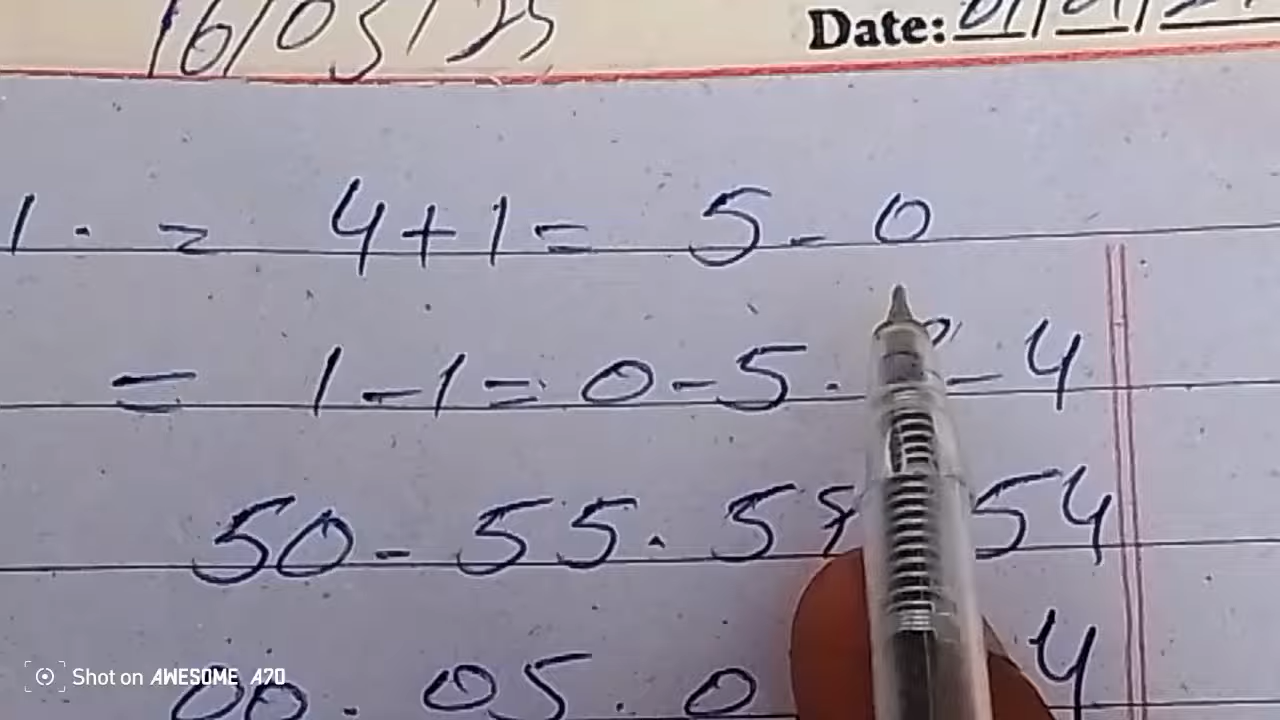 16/03/25 Date:
1. = 4+1= 5-0
= 1-1=0-5. -4
50-55. 54
00.05.0 4
Shot on AWESOME A70